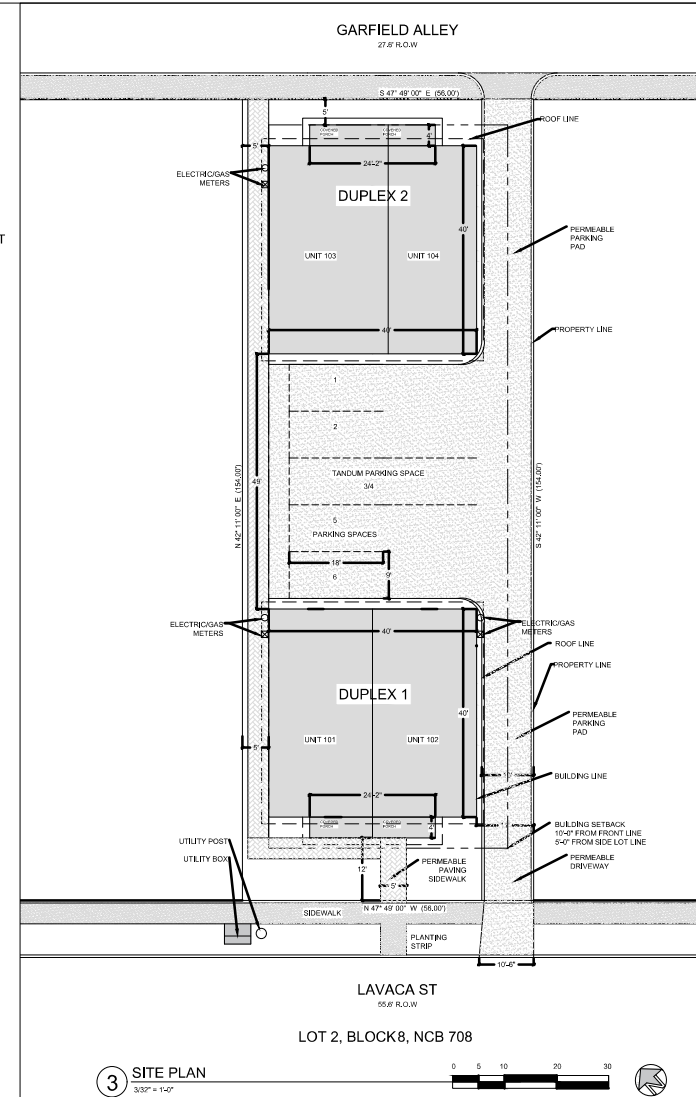 GARFIELD ALLEY
27.6' R.O.W
S 47° 49' 00" E (56.00')
5'
ROOF LINE
COVERED
PORCH
COVERED
PORCH
4'
5'
24'-2"
ELECTRIC/GAS
METERS
DUPLEX 2
T
40'
PERMEABLE
PARKING
PAD
UNIT 103
UNIT 104
40'
PROPERTY LINE
1
2
TANDUM PARKING SPACE
3/4
N 42° 11' 00" E (154.00')
49'
S 42° 11' 00" W (154.00')
5
PARKING SPACES
18'
6
9'
ELECTRIC/GAS
METERS
40'
ELECTRIC/GAS
METERS
ROOF LINE
PROPERTY LINE
DUPLEX 1
40'
PERMEABLE
PARKING
PAD
UNIT 101
UNIT 102
5'
10'
BUILDING LINE
24'-2"
COVERED
PORCH
COVERED
PORCH
4'
BUILDING SETBACK
10'-0" FROM FRONT LINE
5'-0" FROM SIDE LOT LINE
UTILITY POST
UTILITY BOX
12'
PERMEABLE
PAVING
SIDEWALK
PERMEABLE
DRIVEWAY
5'
SIDEWALK
N 47° 49' 00" W (56.00')
PLANTING
STRIP
10'-6"
LAVACA ST
55.6' R.O.W
LOT 2, BLOCK 8, NCB 708
3
SITE PLAN
3/32" = 1'-0"
0 5 10 20 30